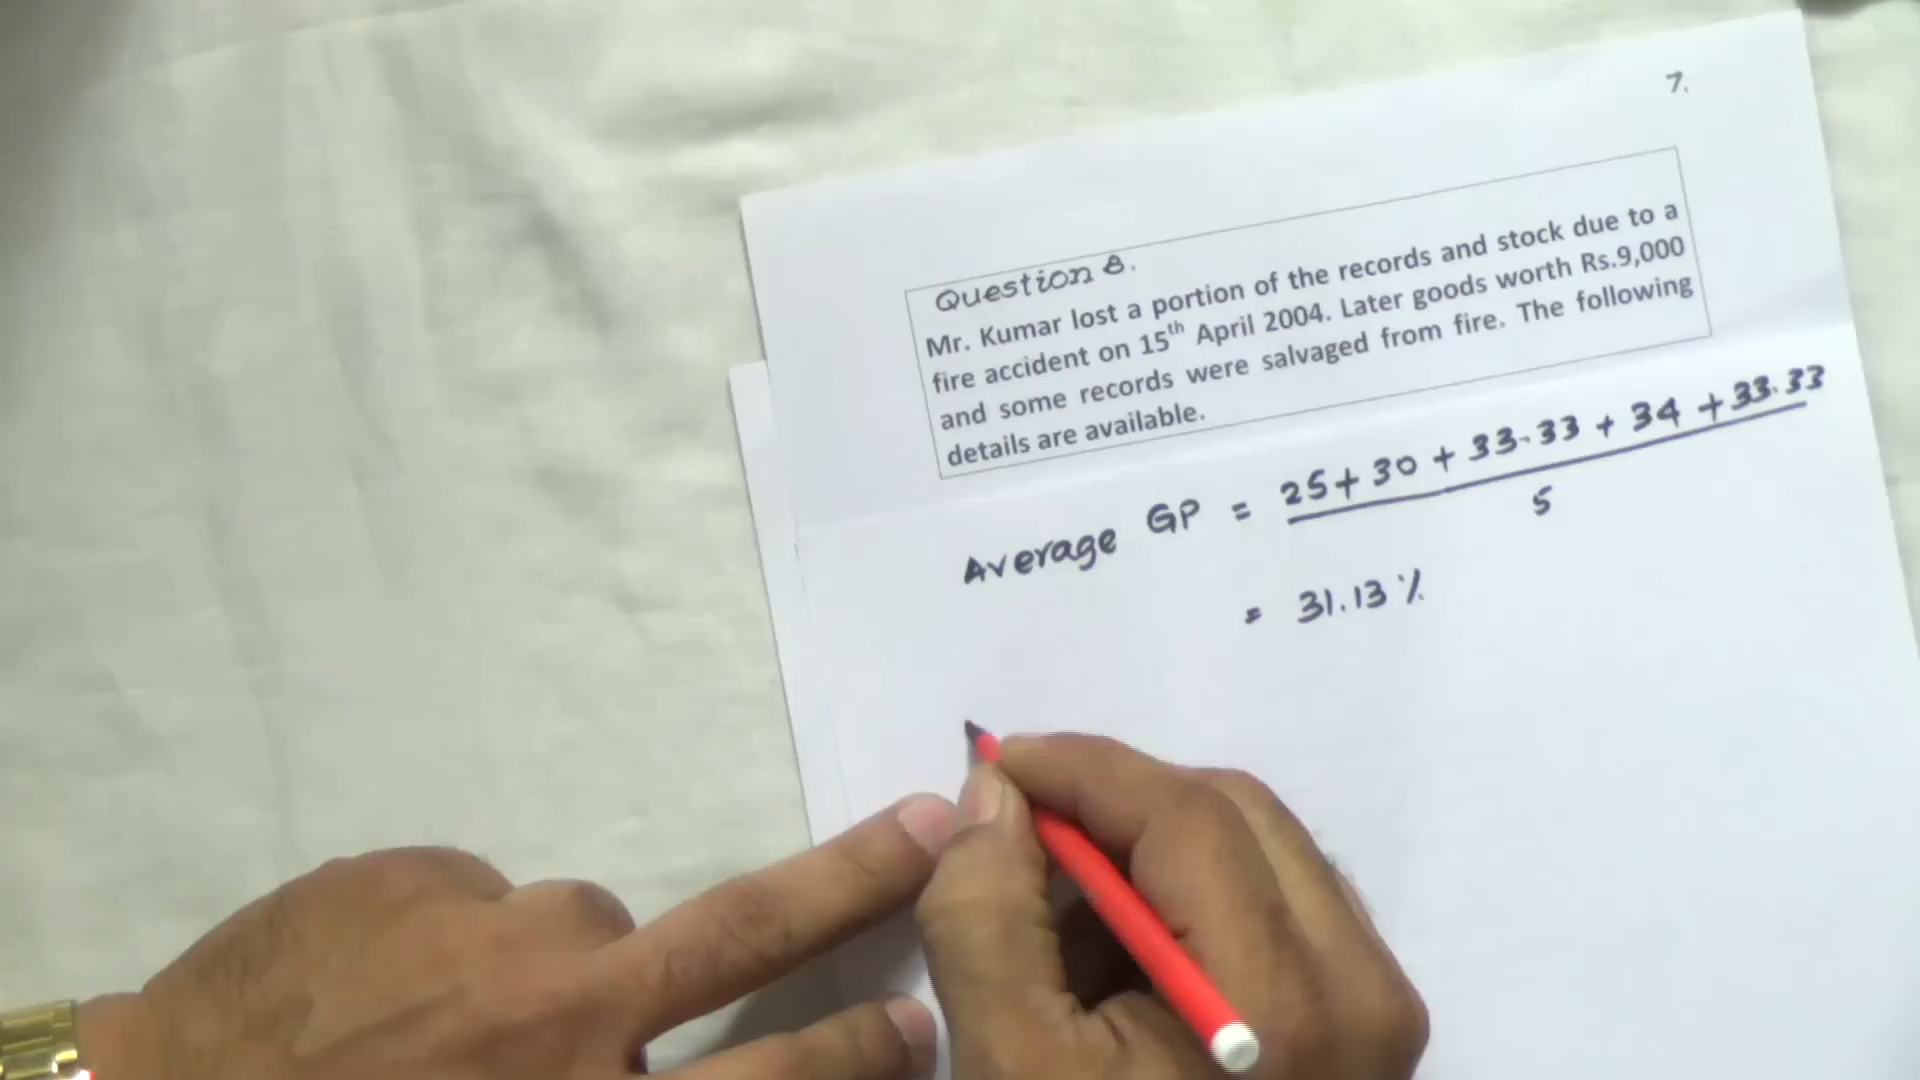 7.
Question 8.
Mr. Kumar lost a portion of the records and stock due to a
fire accident on 15th April 2004. Later goods worth Rs.9,000
and some records were salvaged from fire. The following
details are available.
Average GP = 25+30+33.33+34+33.33
5
= 31.13%